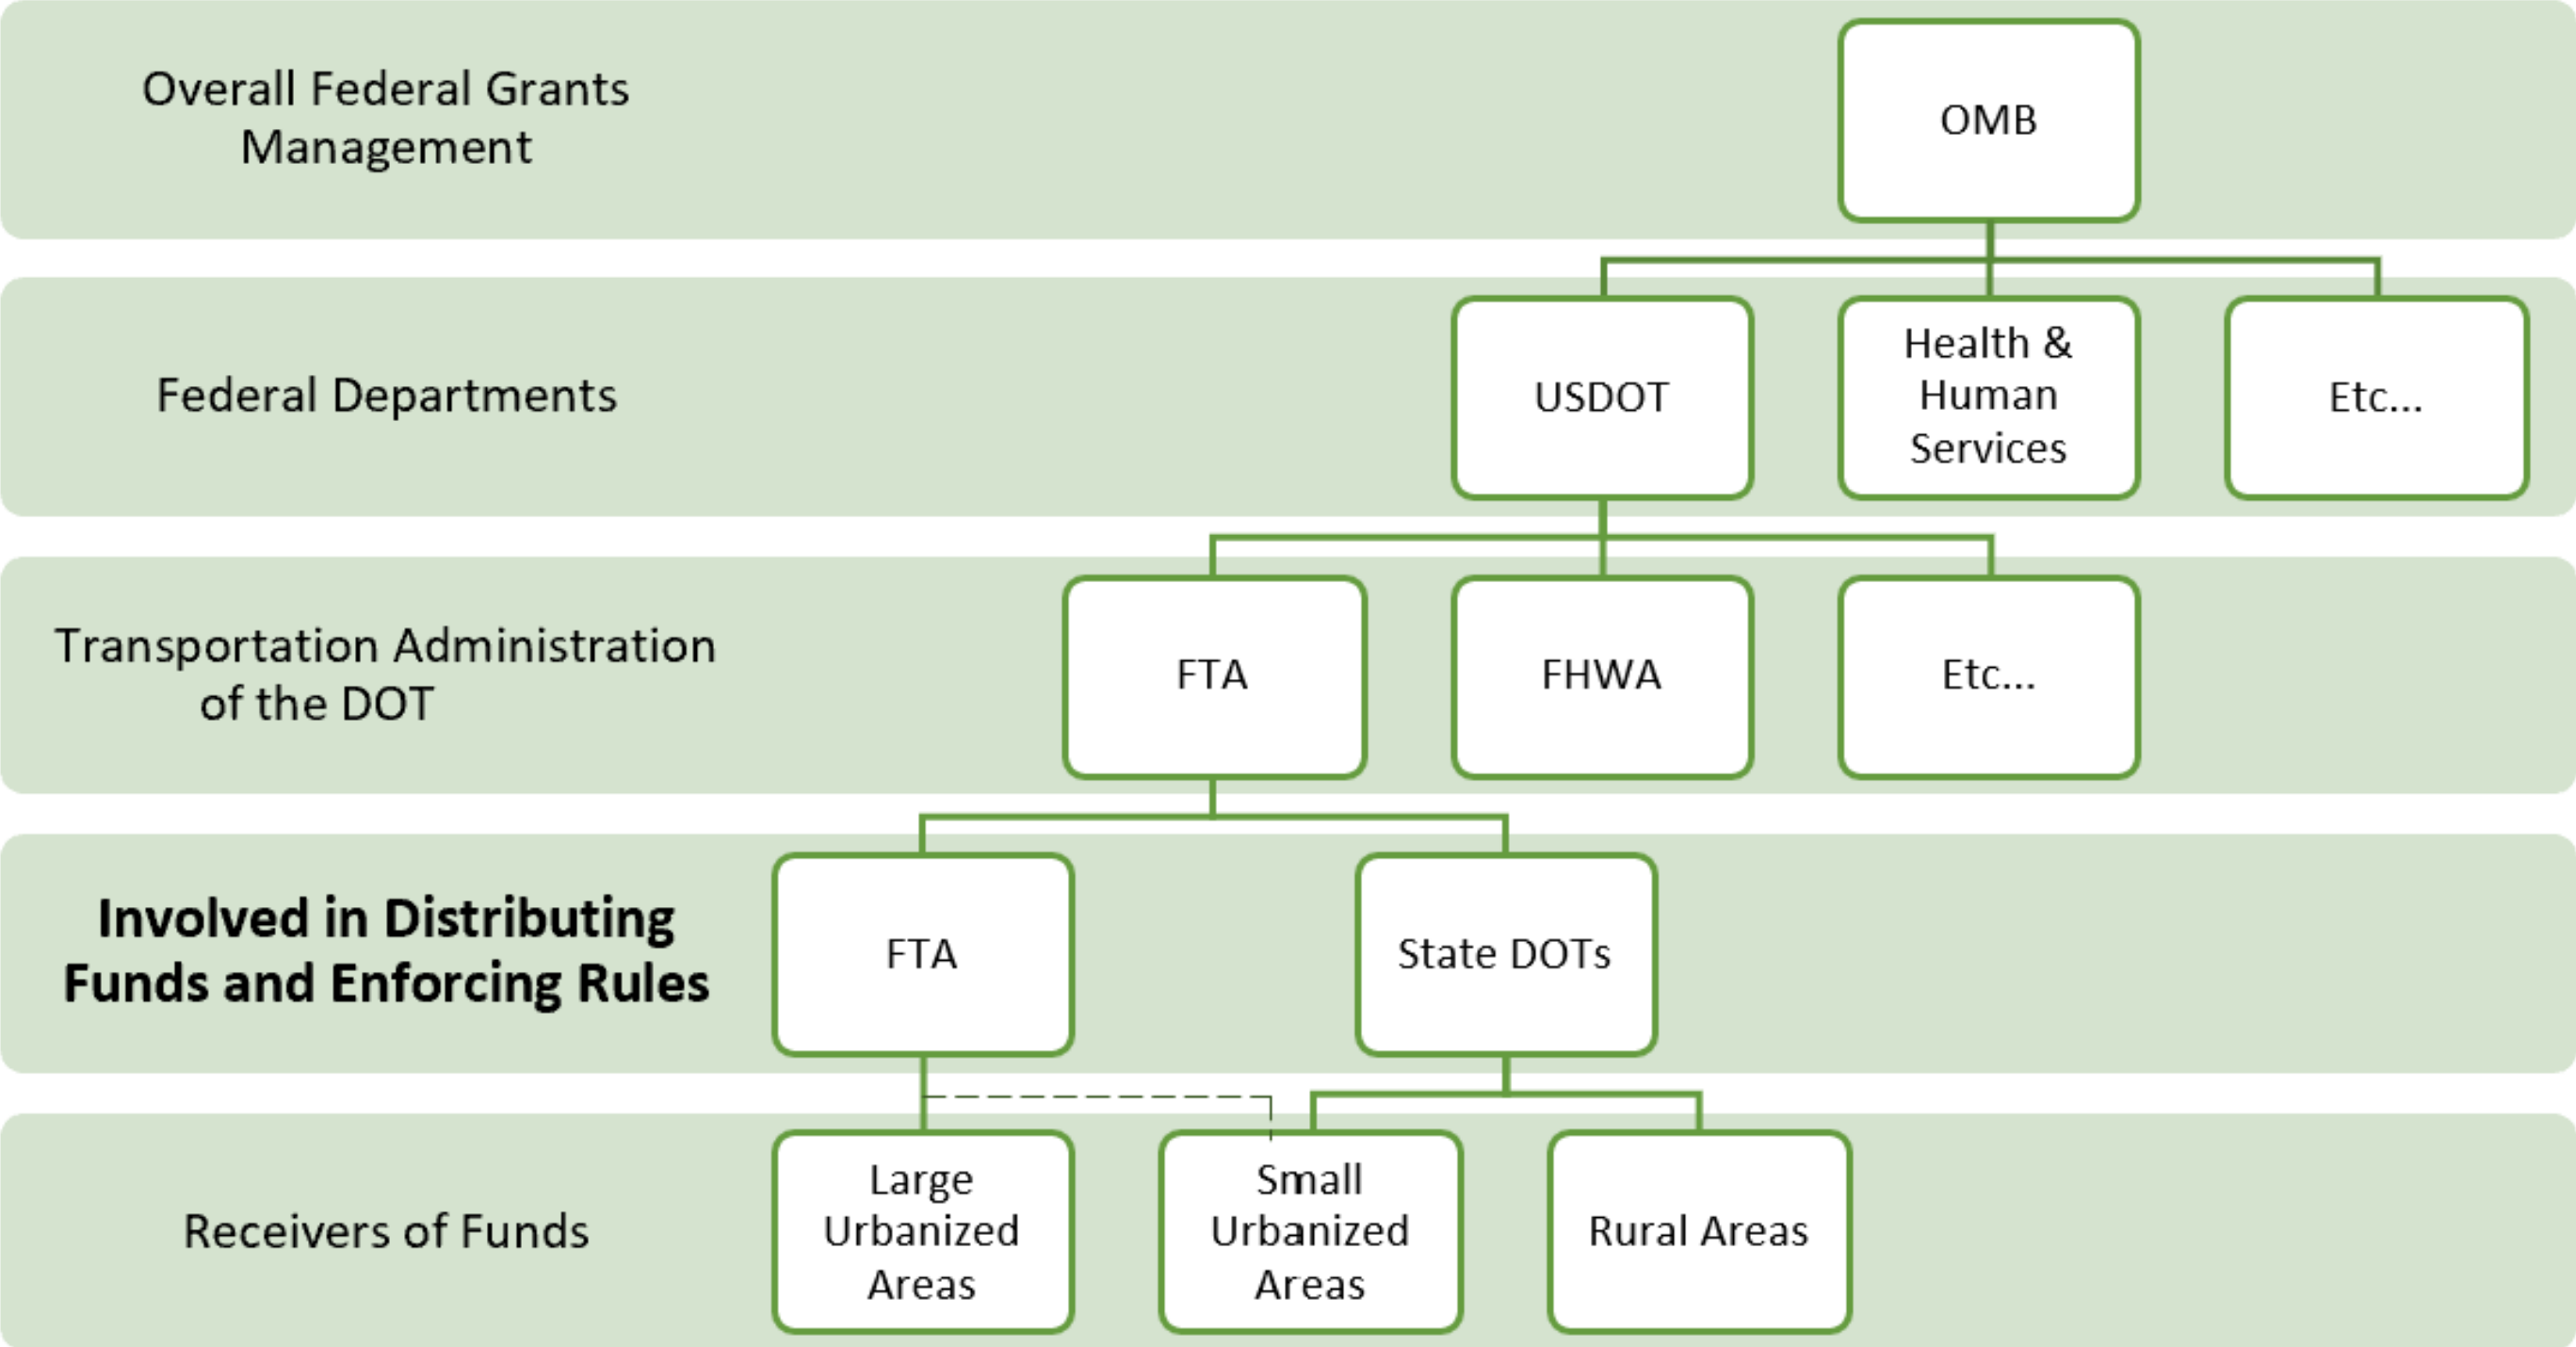 Overall Federal Grants
Management
OMB
Federal Departments
USDOT
Health &
Human
Services
Etc...
Transportation Administration
of the DOT
FTA
FHWA
Etc...
Involved in Distributing
Funds and Enforcing Rules
FTA
State DOTs
Receivers of Funds
Large
Urbanized
Areas
Small
Urbanized
Areas
Rural Areas